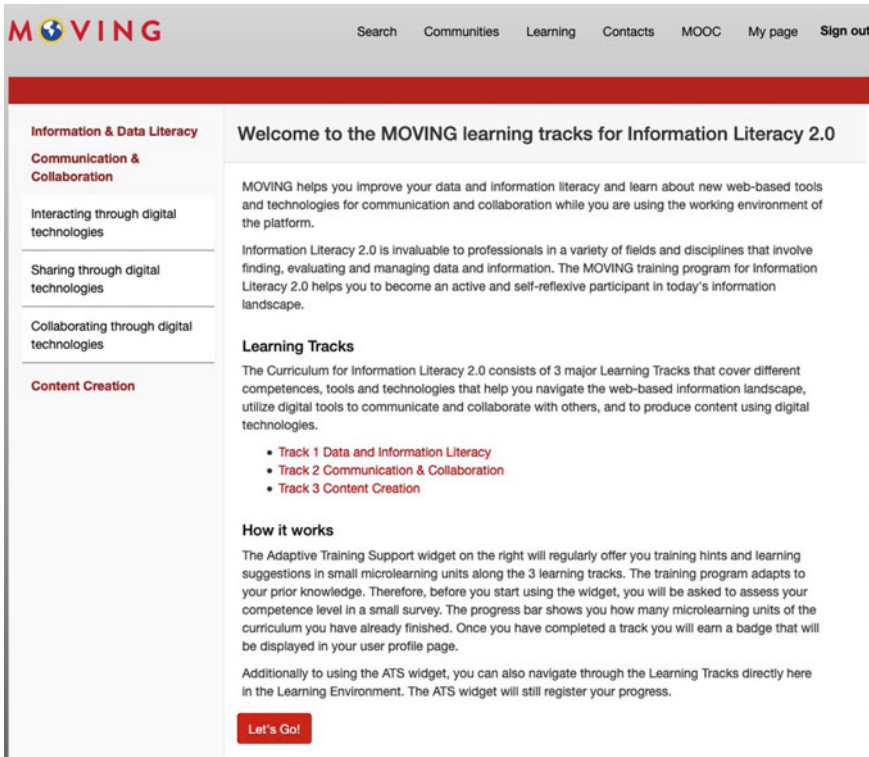 MOVING
Search Communities Learning Contacts MOOC My page Sign out
Information & Data Literacy
Communication &
Collaboration
Interacting through digital
technologies
Sharing through digital
technologies
Collaborating through digital
technologies
Content Creation
Welcome to the MOVING learning tracks for Information Literacy 2.0
MOVING helps you improve your data and information literacy and learn about new web-based tools
and technologies for communication and collaboration while you are using the working environment of
the platform.
Information Literacy 2.0 is invaluable to professionals in a variety of fields and disciplines that involve
finding, evaluating and managing data and information. The MOVING training program for Information
Literacy 2.0 helps you to become an active and self-reflexive participant in today's information
landscape.
Learning Tracks
The Curriculum for Information Literacy 2.0 consists of 3 major Learning Tracks that cover different
competences, tools and technologies that help you navigate the web-based information landscape,
utilize digital tools to communicate and collaborate with others, and to produce content using digital
technologies.
• Track 1 Data and Information Literacy
• Track 2 Communication & Collaboration
• Track 3 Content Creation
How it works
The Adaptive Training Support widget on the right will regularly offer you training hints and learning
suggestions in small microlearning units along the 3 learning tracks. The training program adapts to
your prior knowledge. Therefore, before you start using the widget, you will be asked to assess your
competence level in a small survey. The progress bar shows you how many microlearning units of the
curriculum you have already finished. Once you have completed a track you will earn a badge that will
be displayed in your user profile page.
Additionally to using the ATS widget, you can also navigate through the Learning Tracks directly here
in the Learning Environment. The ATS widget will still register your progress.
Let's Go!